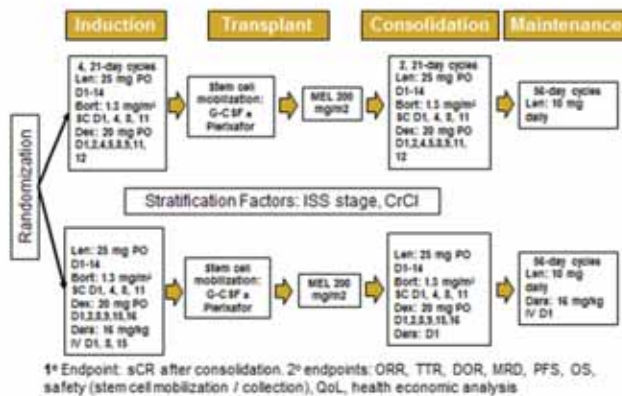 Induction
Transplant
Consolidation
Maintenance
Randomization
4, 21-day cycles
Len: 25 mg PO
D1-14
Bort: 1.3 mg/m²
SC D1, 4, 8, 11
Dex: 20 mg PO
D1,2,4,5,8,9,11,
12
Stem cell
mobilization:
G-CSF ±
Plerixafor
MEL 200
mg/m2
2, 21-day cycles
Len: 25 mg PO
D1-14
Bort: 1.3 mg/m²
SC D1, 4, 8, 11
Dex: 20 mg PO
D1,2,4,5,8,9,11,
12
56-day cycles
Len: 10 mg
daily
Stratification Factors: ISS stage, CrCl
Len: 25 mg PO
D1-14
Bort: 1.3 mg/m²
SC D1, 4, 8, 11
Dex: 20 mg PO
D1,2,8,9,15,16
Dara: 16 mg/kg
IV D1, 8, 15
Stem cell
mobilization:
G-CSF ±
Plerixafor
MEL 200
mg/m2
Len: 25 mg PO
D1-14
Bort: 1.3 mg/m²
SC D1, 4, 8, 11
Dex: 20 mg PO
D1,2,8,9,15,16
Dara: D1
56-day cycles
Len: 10 mg
daily
Dara: 16 mg/kg
IV D1
1° Endpoint: sCR after consolidation. 2° endpoints: ORR, TTR, DOR, MRD, PFS, OS,
safety (stem cell mobilization / collection), QoL, health economic analysis